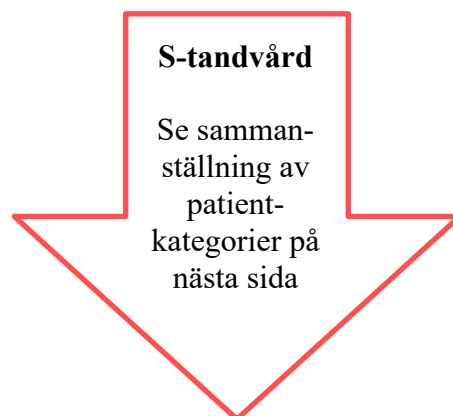 S-tandvård
Se samman-
ställning av
patient-
kategorier på
nästa sida